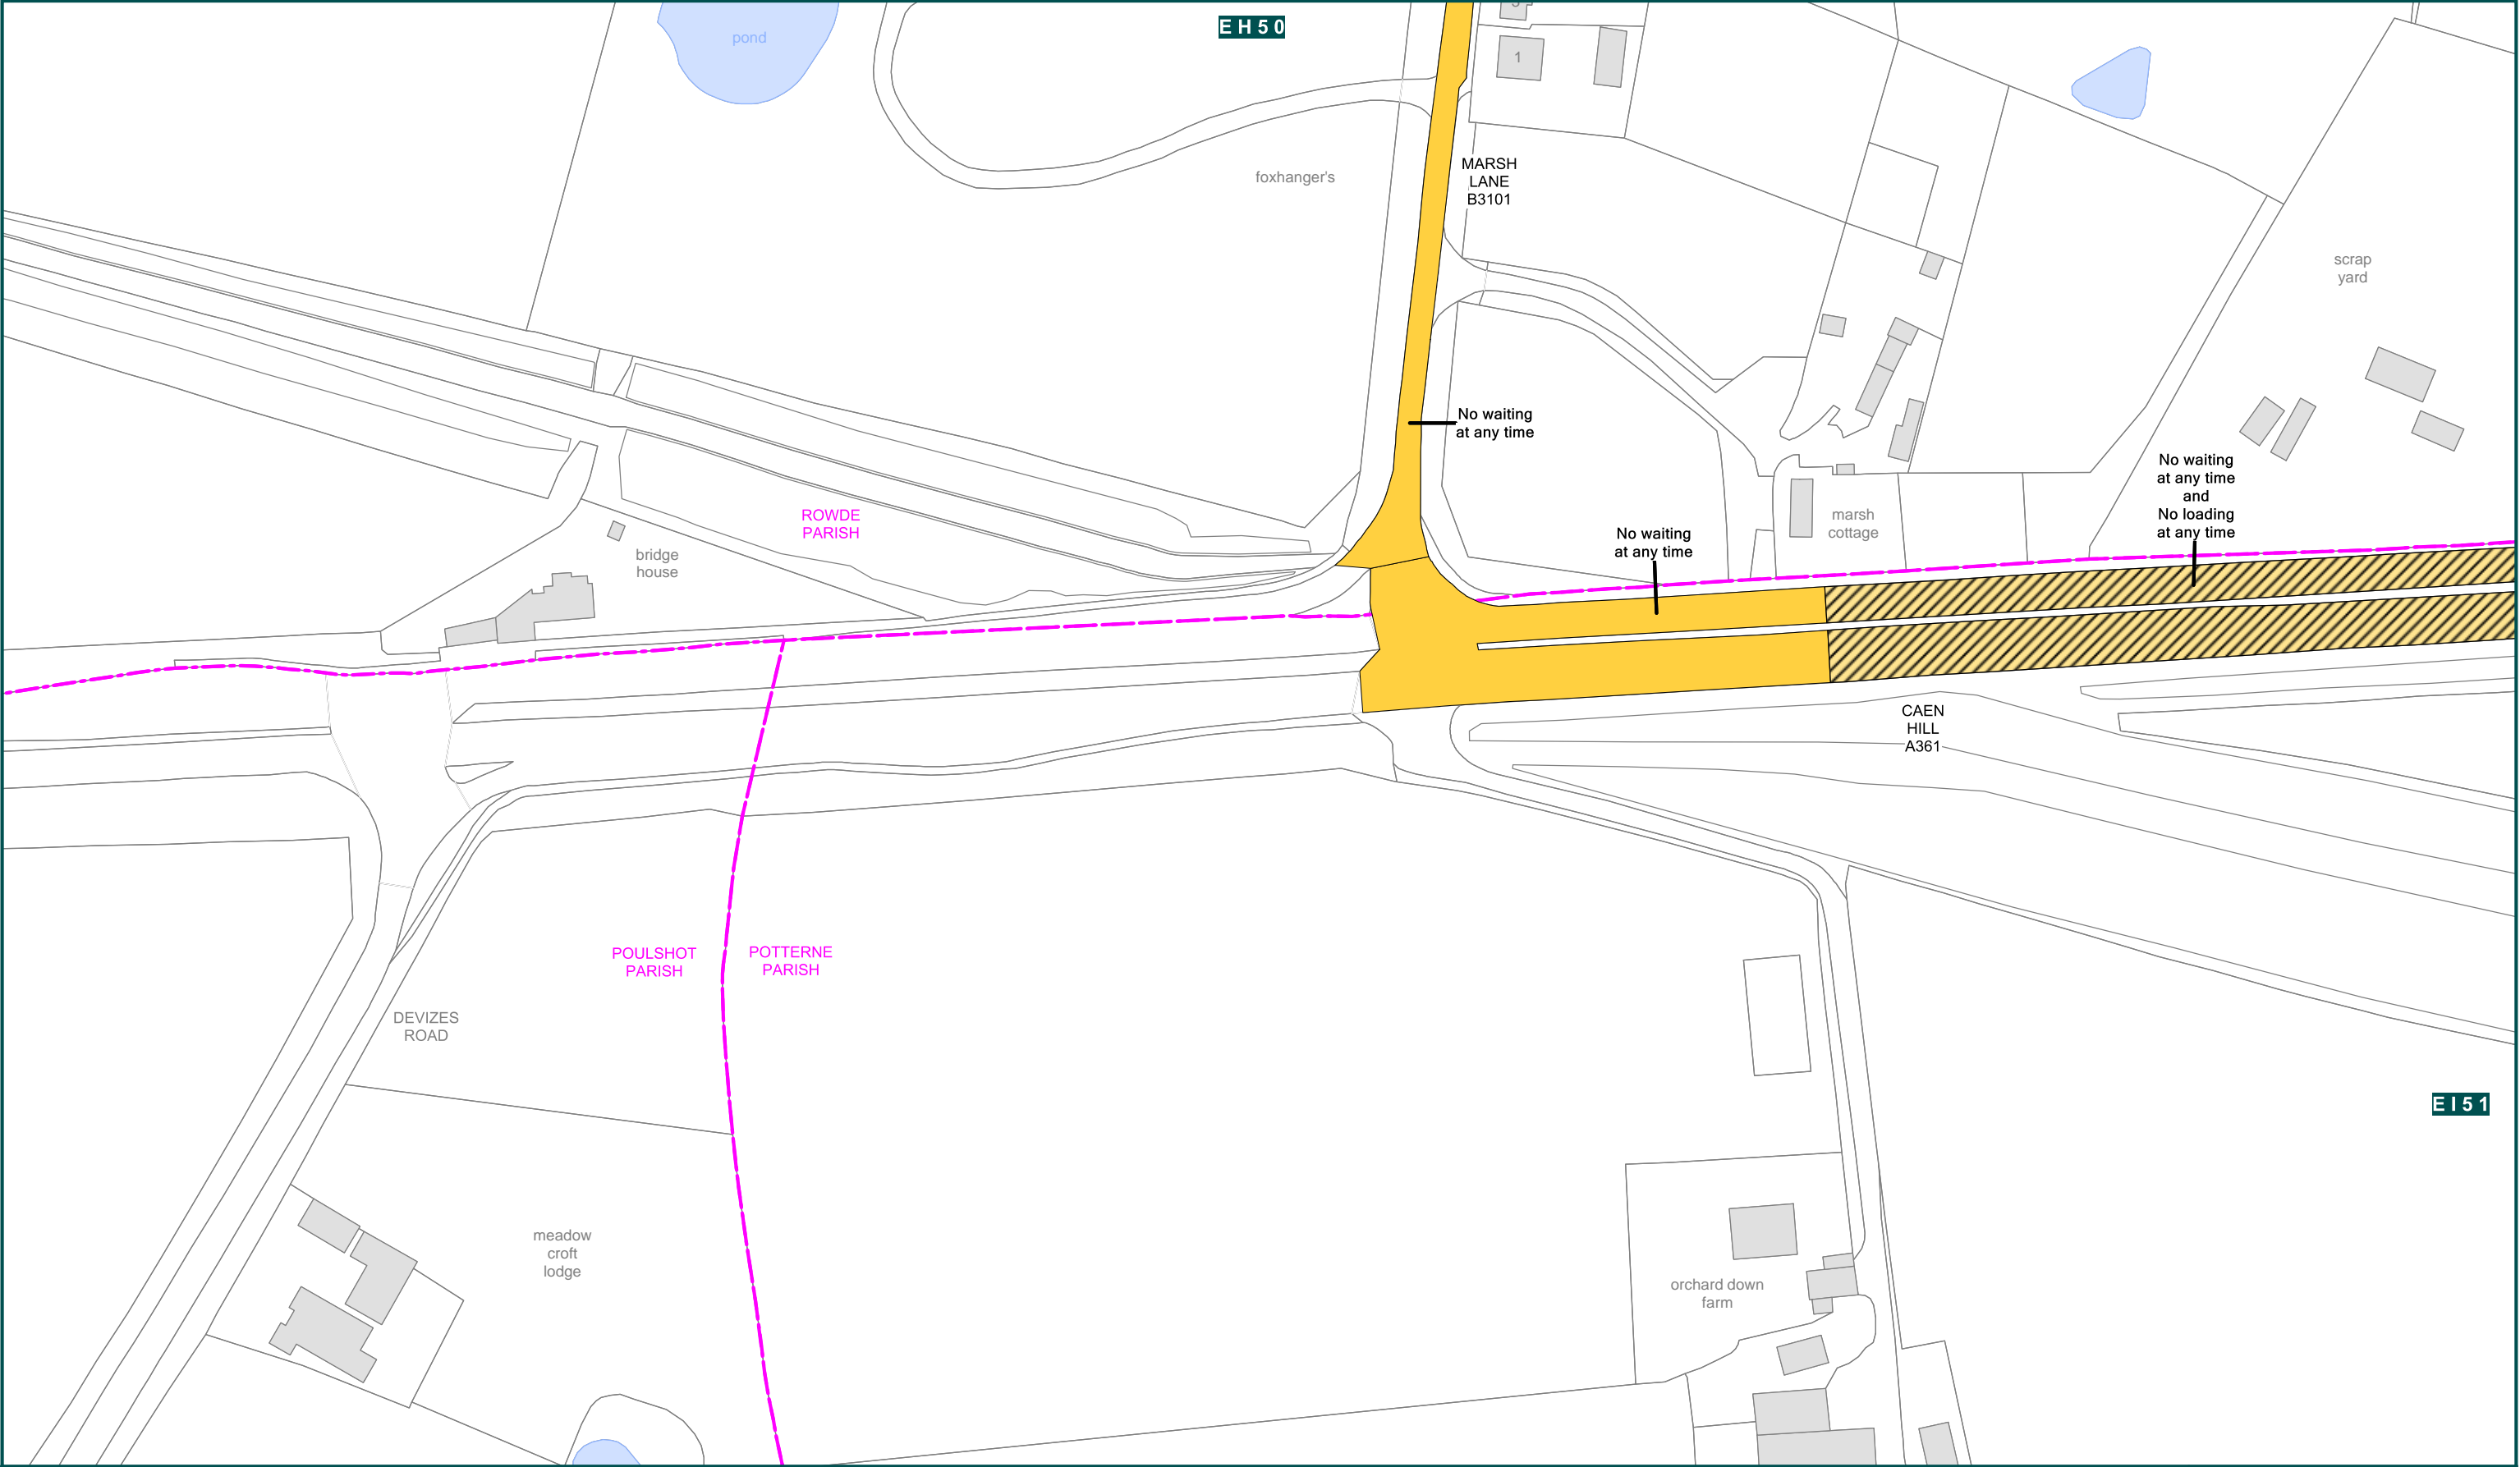 E H 5 0
pond
1
MARSH
LANE
B3101
foxhanger's
scrap
yard
No waiting
at any time
No waiting
at any time
and
No loading
at any time
ROWDE
PARISH
marsh
cottage
No waiting
at any time
bridge
house
CAEN
HILL
A361
POULSHOT
PARISH
POTTERNE
PARISH
DEVIZES
ROAD
E I 5 1
meadow
croft
lodge
orchard down
farm